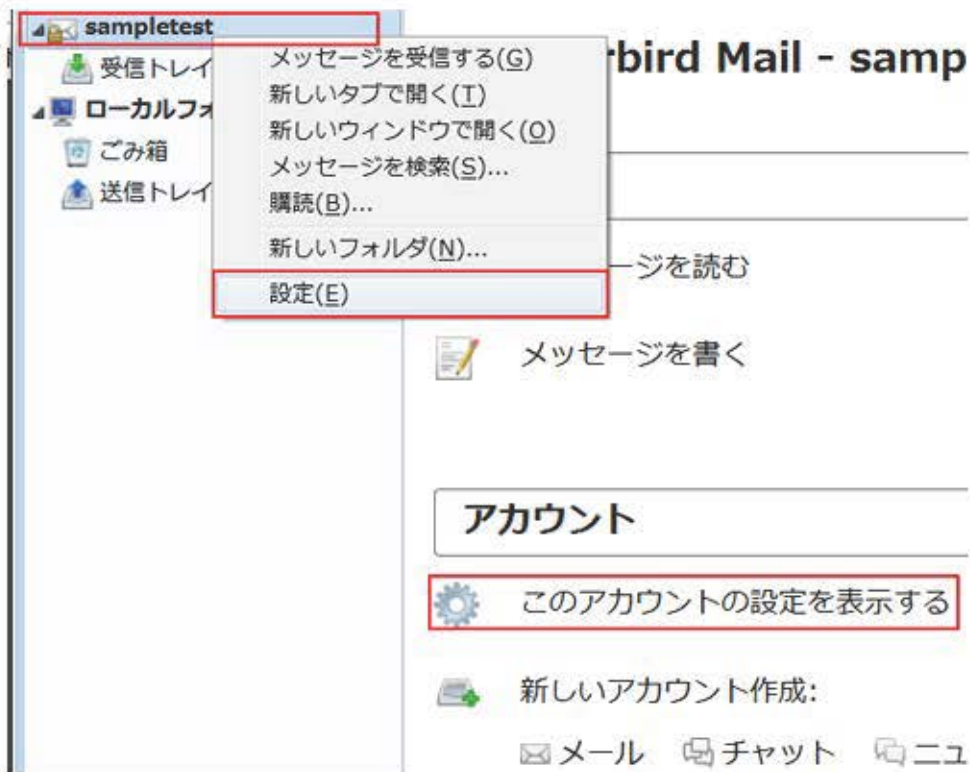 sampletest
受信トレイ
ローカルフォ
ごみ箱
送信トレイ
メッセージを受信する(G)
新しいタブで開く(T)
新しいウィンドウで開く(O)
メッセージを検索(S)...
購読(B)...
新しいフォルダ(N)...
設定(E)
rbird Mail - samp
ージを読む
メッセージを書く
アカウント
このアカウントの設定を表示する
新しいアカウント作成:
メール チャット ニュ